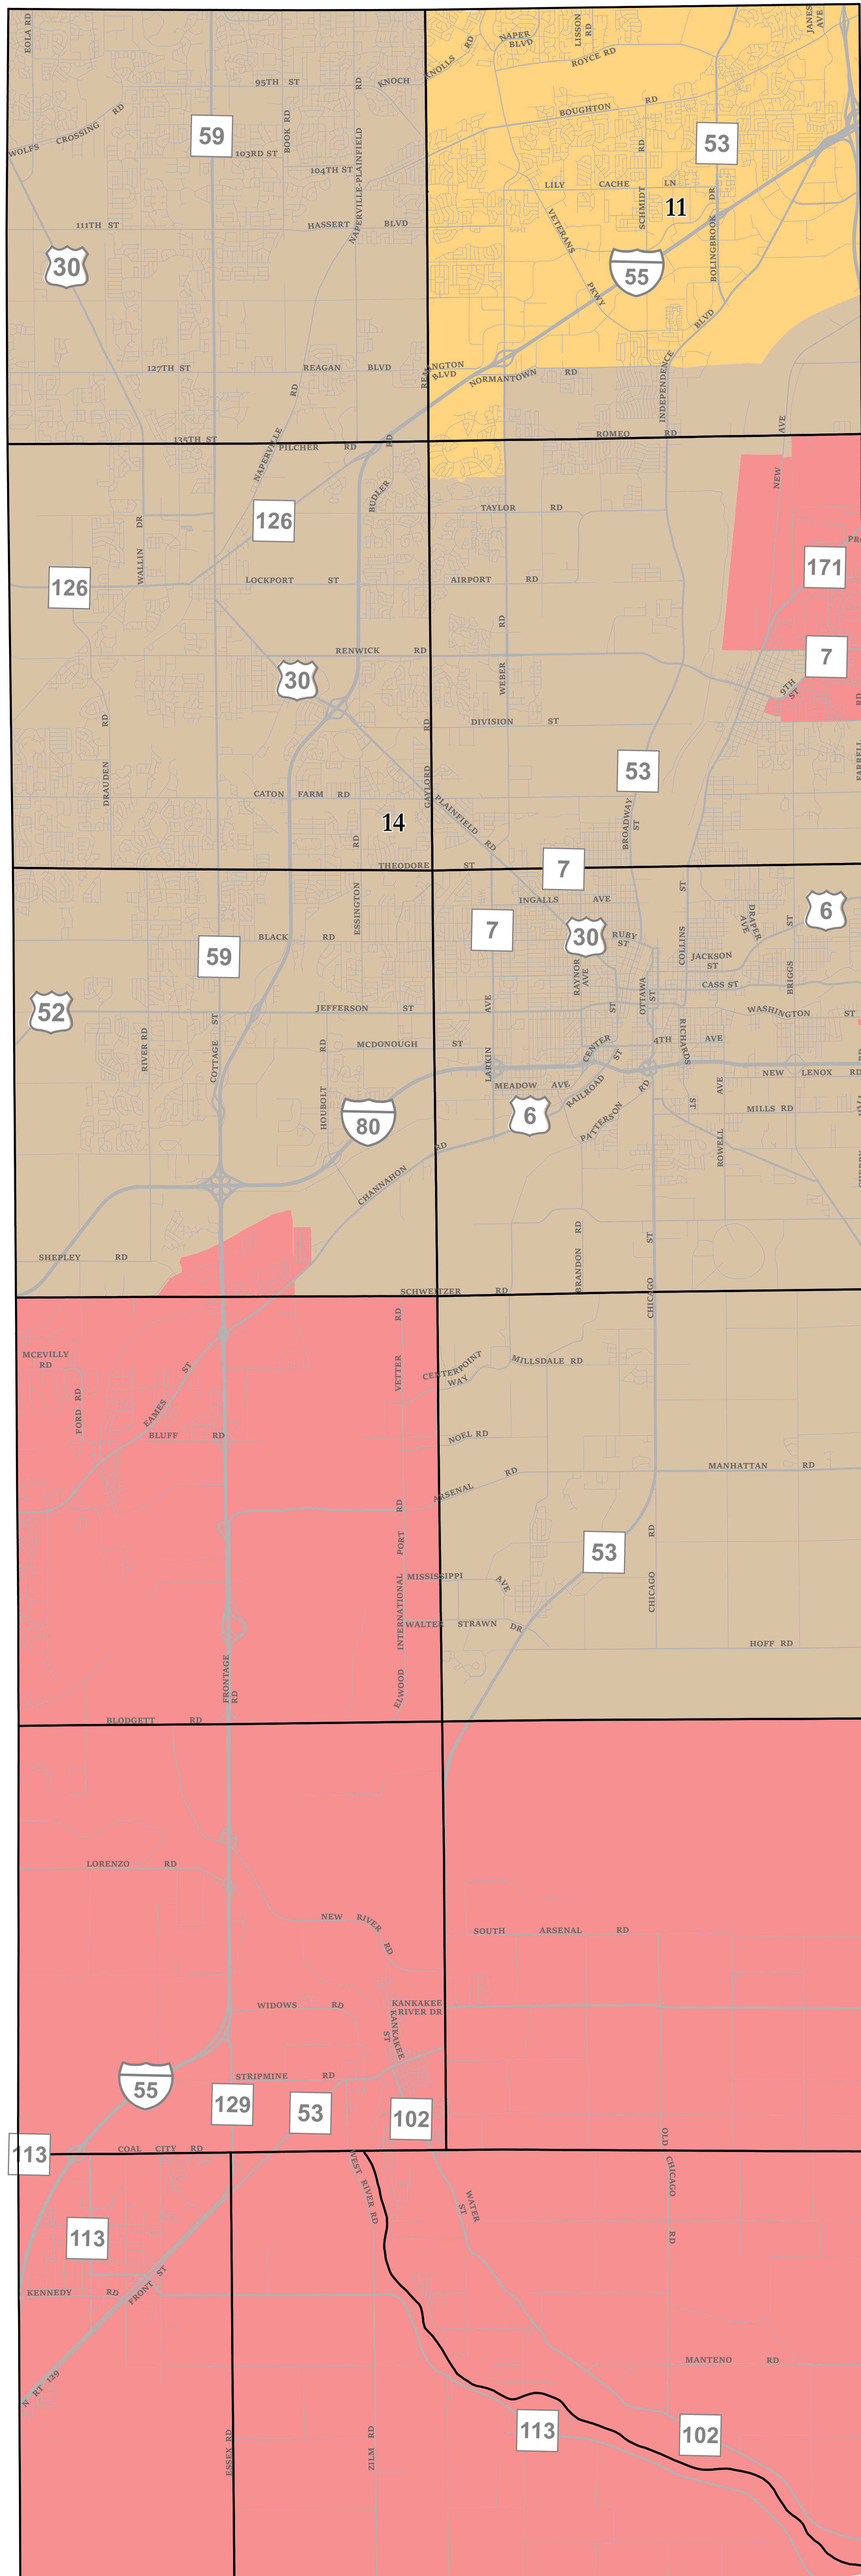 EOLA RD
NAPER
BLVD
RD
LISSON
RD
JANES
AVE
ROYCE RD
95TH ST
RD
KNOCH
KNOLLS
WOLFS CROSSING RD
59
BOOK RD
103RD ST
104TH ST
NAPERVILLE-PLAINFIELD
BOUGHTON RD
53
RD
LILY CACHE LN
SCHMIDT
11
BOLINGBROOK DR
111TH ST
HASSERT BLVD
VETERANS
PKWY
30
55
BLVD
INDEPENDENCE
127TH ST
REAGAN BLVD
REMINGTON
BLVD
NORMANTOWN RD
RD
NAPERVILLE
135TH ST
PILCHER RD
RD
BUDLER
ROMEO RD
AVE
NEW
126
TAYLOR RD
DR
WALLIN
171
126
LOCKPORT ST
AIRPORT RD
RD
WEBER
RENWICK RD
7
30
9TH
ST
RD
FARRELL
RD
DRAUDEN
RD
GAYLORD
DIVISION ST
53
CATON FARM RD
PLAINFIELD RD
BROADWAY
ST
14
RD
ESSINGTON
THEODORE ST
7
INGALLS AVE
ST
COLLINS
DRAPER
AVE
ST
BRIGGS
6
59
BLACK RD
7
30
RUBY
ST
JACKSON
ST
RAYNOR
AVE
CASS ST
52
JEFFERSON ST
AVE
LARKIN
ST
OTTAWA
ST
WASHINGTON ST
RIVER RD
COTTAGE ST
RD
HOUBOLT
MCDONOUGH ST
CENTER
ST
4TH AVE
RICHARDS
ST
NEW LENOX RD
80
MEADOW AVE
RAILROAD
RD
PATTERSON
AVE
ROWELL
MILLS RD
6
CHANNAHON RD
SHEPLEY RD
RD
BRANDON
ST
CHICAGO
SCHWEITZER RD
MCEVILLY
RD
RD
VETTER
CENTERPOINT
WAY
MILLSDALE RD
FORD RD
EAMES ST
BLUFF RD
NOEL RD
MANHATTAN RD
ARSENAL RD
RD
PORT
INTERNATIONAL
ELWOOD
RD
CHICAGO
53
MISSISSIPPI
AVE
WALTER STRAWN DR
HOFF RD
FRONTAGE
RD
BLODGETT RD
LORENZO RD
NEW RIVER RD
SOUTH ARSENAL RD
WIDOWS RD
KANKAKEE
RIVER DR
KANKAKEE
ST
STRIPMINE RD
55
129
53
102
113
COAL CITY RD
OLD CHICAGO RD
WEST RIVER RD
WATER
ST
113
KENNEDY RD
FRONT ST
MANTENO RD
N RT 129
ESSEX RD
ZILM RD
113
102